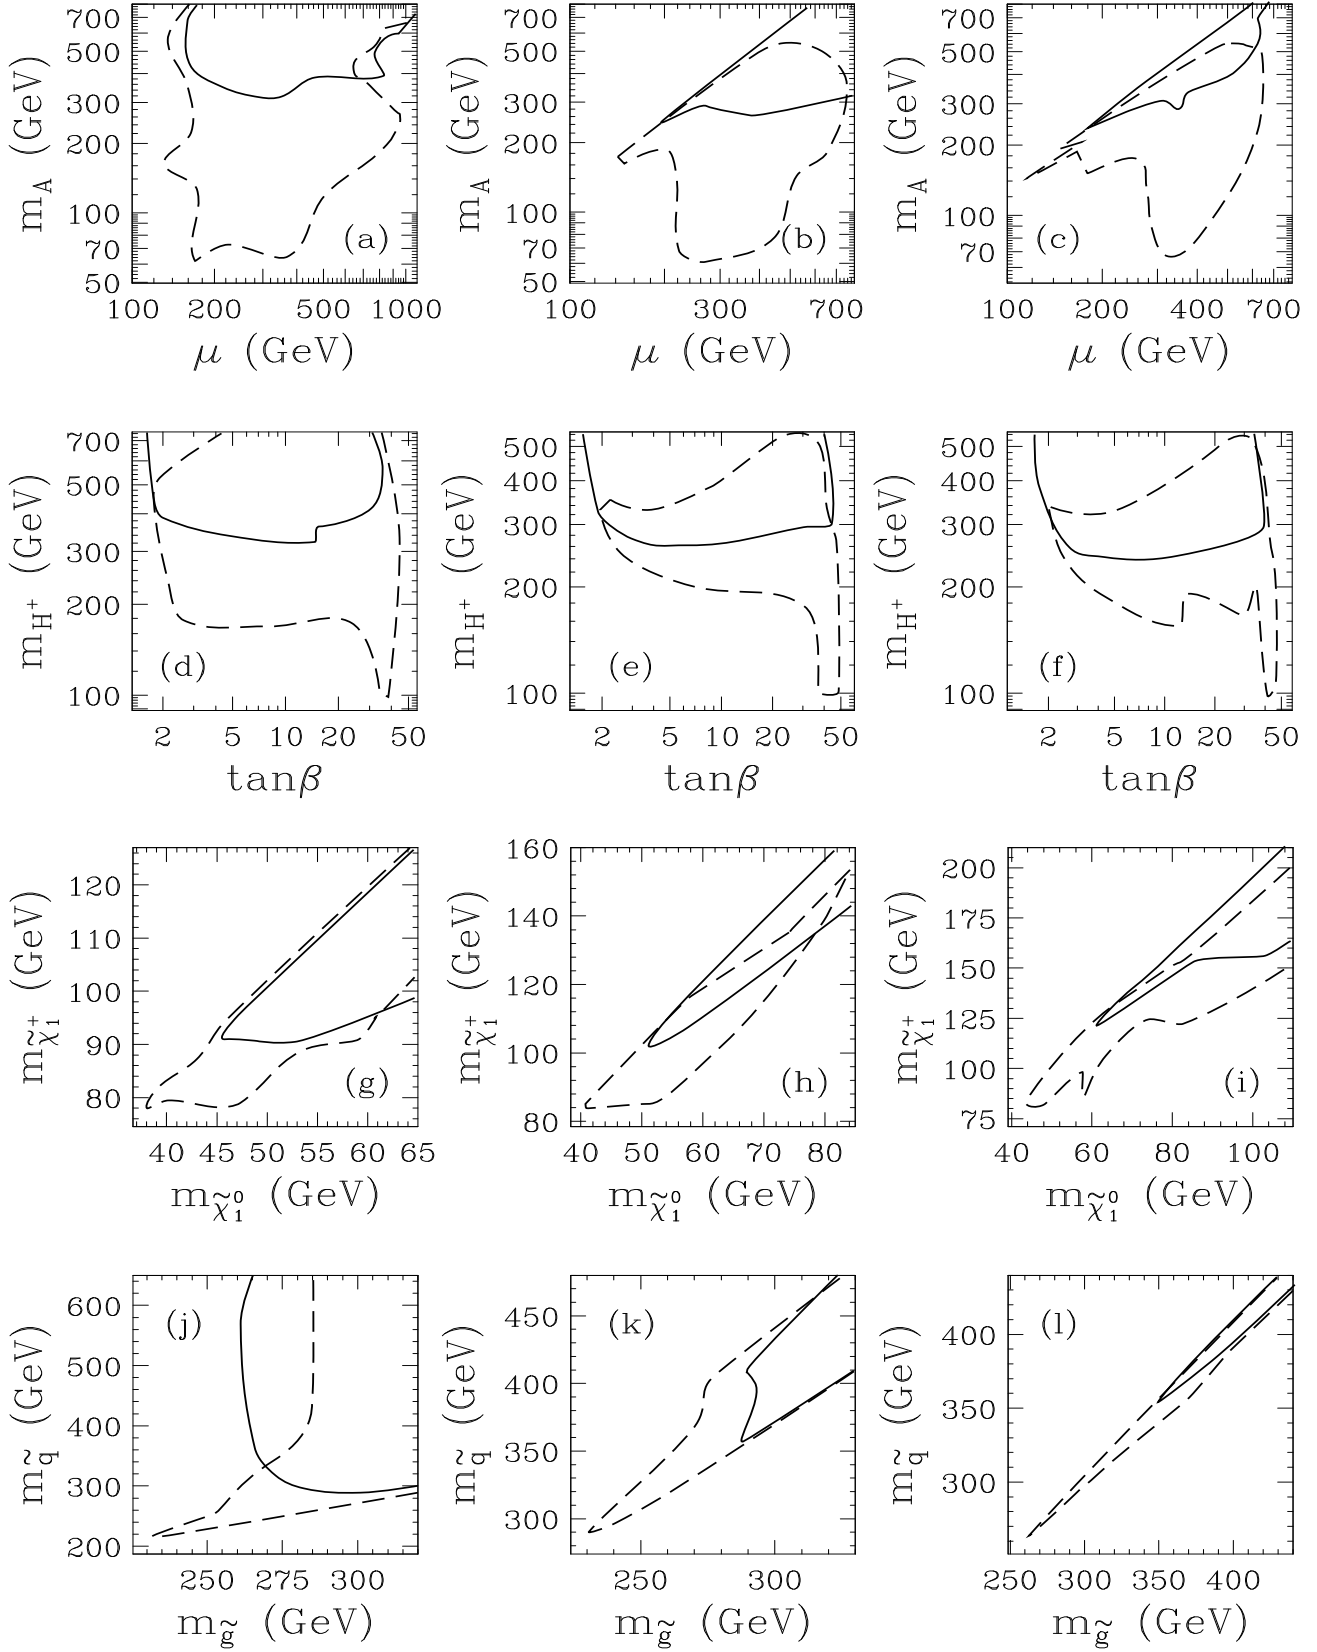 700
500
300
200
100
70
50
m_A (GeV)
(a)
100 200 400 1000
μ (GeV)
700
500
300
200
100
70
50
m_A (GeV)
(b)
100 300 700
μ (GeV)
700
500
300
200
100
70
m_A (GeV)
(c)
100 200 400 700
μ (GeV)
700
500
300
200
100
m_H⁺ (GeV)
(d)
2 5 10 20 50
tanβ
500
400
300
200
100
m_H⁺ (GeV)
(e)
2 5 10 20 50
tanβ
500
400
300
200
100
m_H⁺ (GeV)
(f)
2 5 10 20 50
tanβ
120
110
100
90
80
m_χ̃₁⁺ (GeV)
(g)
40 45 50 55 60 65
m_χ̃₁⁰ (GeV)
160
140
120
100
80
m_χ̃₁⁺ (GeV)
(h)
40 50 60 70 80
m_χ̃₁⁰ (GeV)
200
175
150
125
100
75
m_χ̃₁⁺ (GeV)
(i)
40 60 80 100
m_χ̃₁⁰ (GeV)
600
500
400
300
200
m_q̃ (GeV)
(j)
250 275 300
m_g̃ (GeV)
450
400
350
300
m_q̃ (GeV)
(k)
250 300
m_g̃ (GeV)
400
350
300
m_q̃ (GeV)
(l)
250 300 350 400
m_g̃ (GeV)